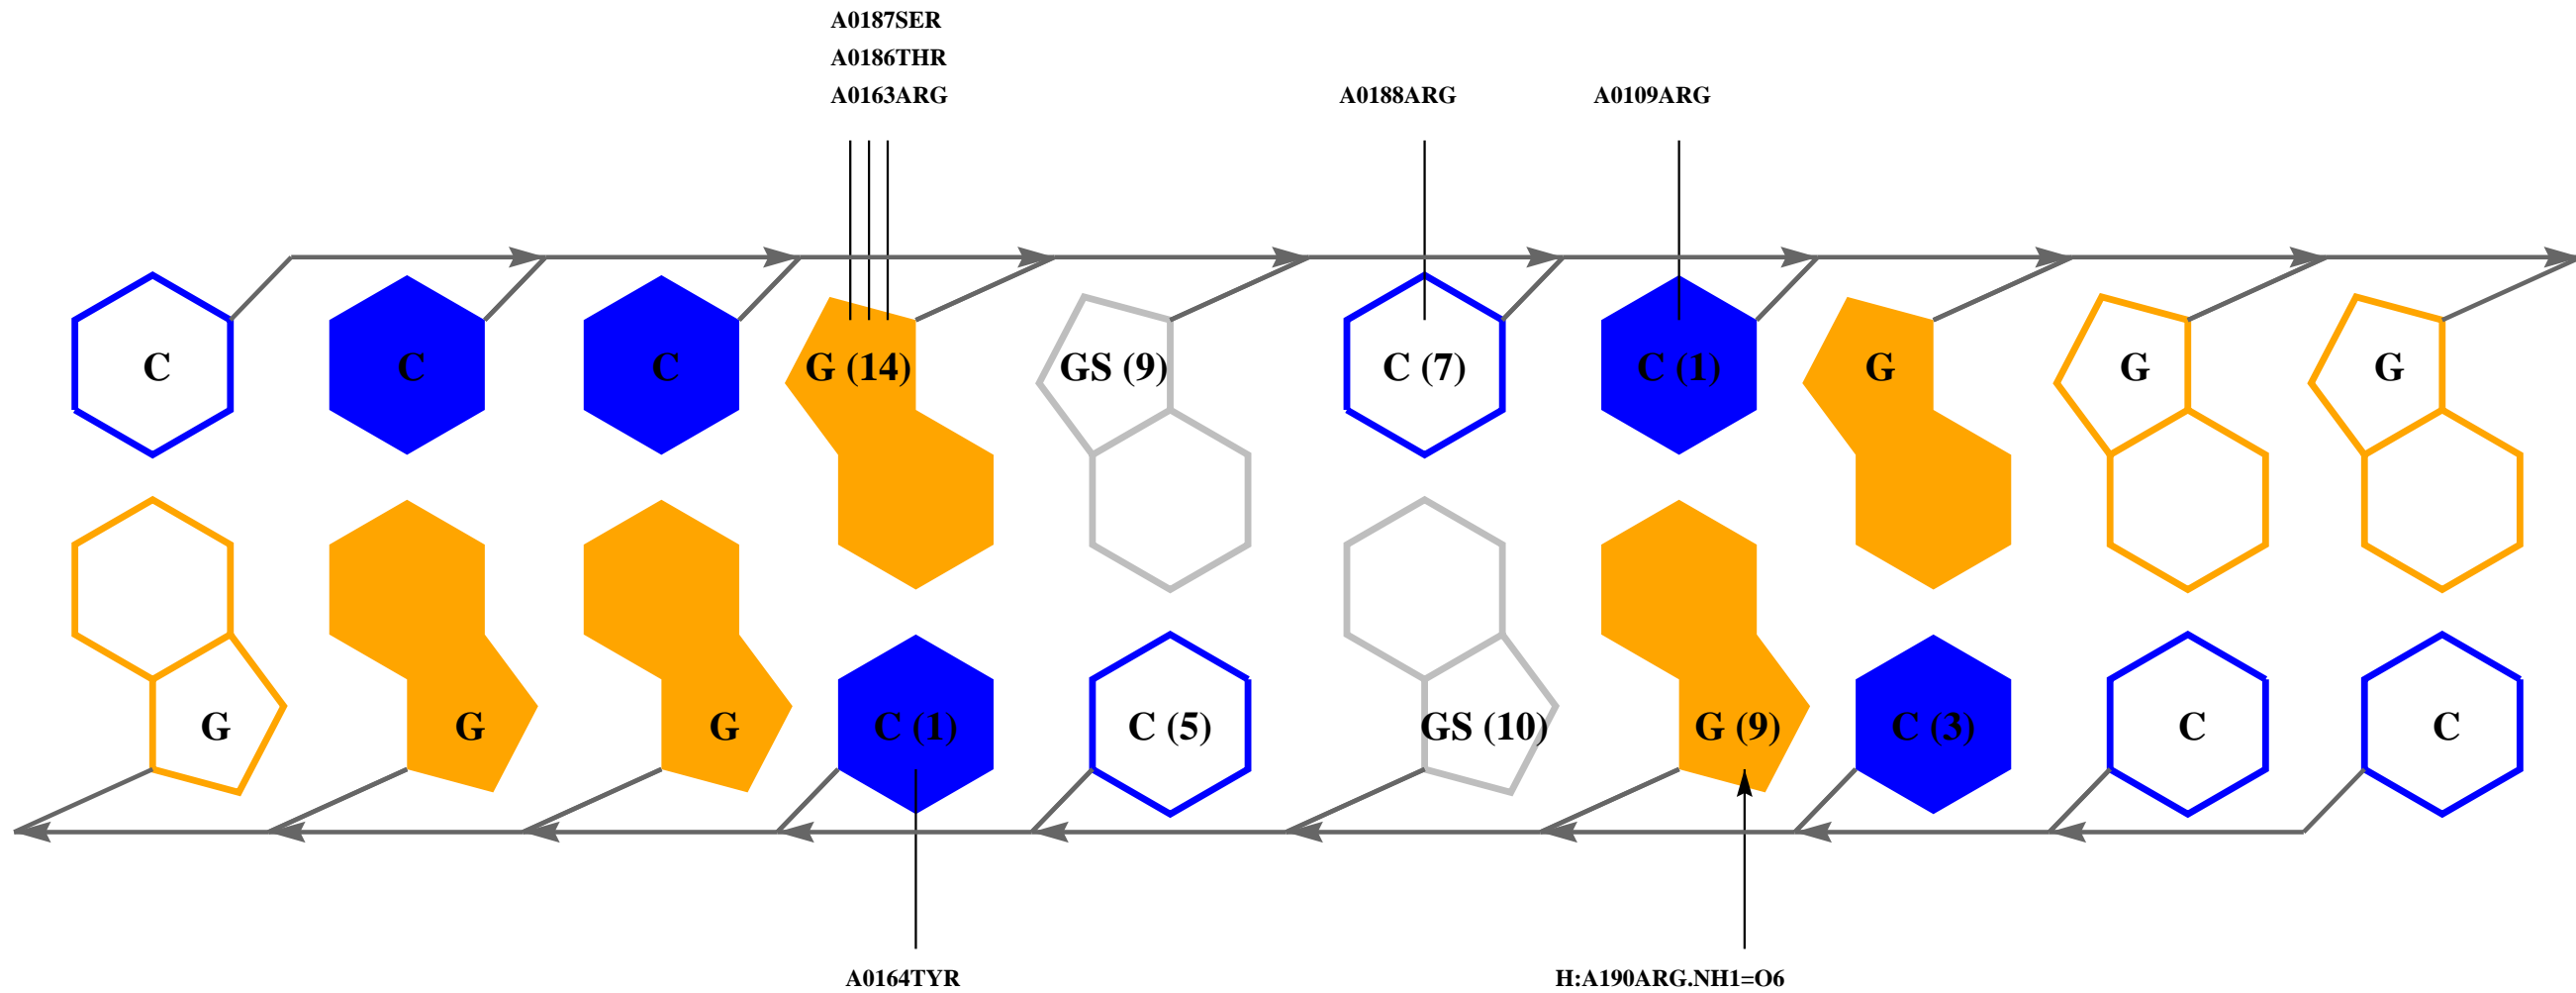 A0187SER
A0186THR
A0163ARG
A0188ARG
A0109ARG
C
C
C
G (14)
GS (9)
C (7)
C (1)
G
G
G
G
G
G
C (1)
C (5)
GS (10)
G (9)
C (3)
C
C
A0164TYR
H:A190ARG.NH1=O6